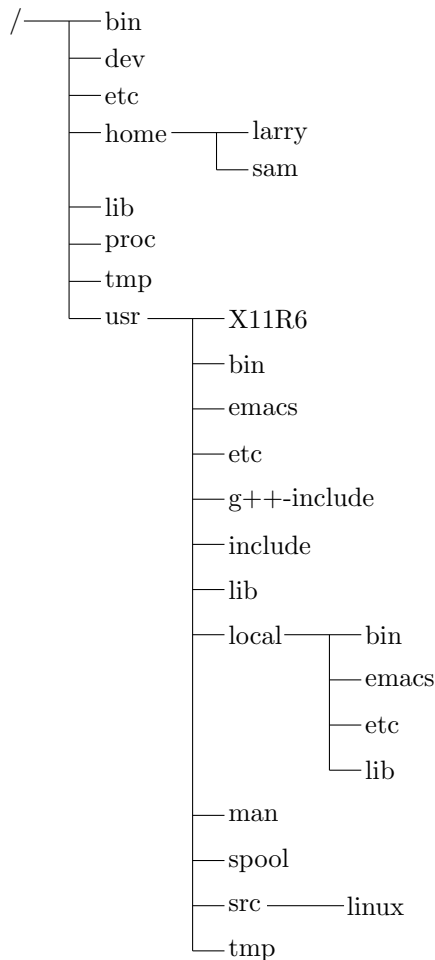 / bin
dev
etc
home larry
sam
lib
proc
tmp
usr X11R6
bin
emacs
etc
g++-include
include
lib
local bin
emacs
etc
lib
man
spool
src linux
tmp